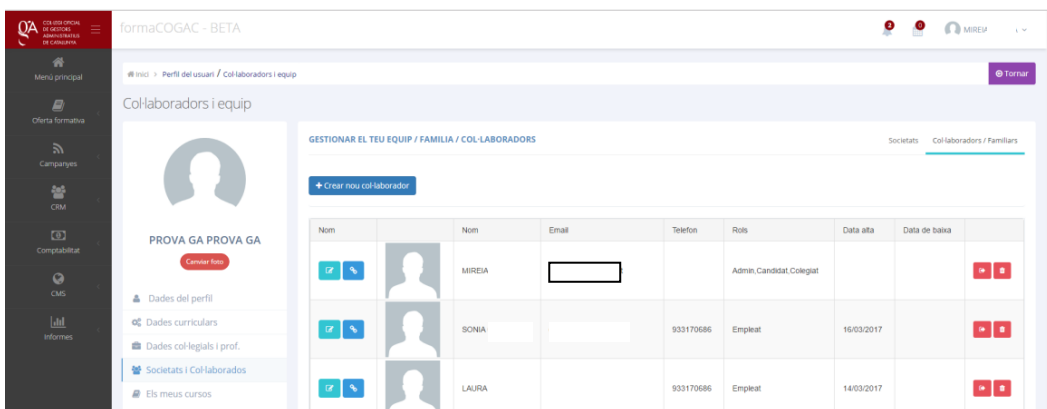 COL·LEGI OFICIAL
DE GESTORS
ADMINISTRATIUS
DE CATALUNYA
formaCOGAC - BETA
2
0
MIREIA
Menú principal
Oferta formativa
Campanyes
CRM
Comptabilitat
CMS
Informes
Inici > Perfil del usuari / Col·laboradors i equip
Tornar
Col·laboradors i equip
PROVA GA PROVA GA
Canviar foto
Dades del perfil
Dades curriculars
Dades col·legials i prof.
Societats i Col·laborados
Els meus cursos
GESTIONAR EL TEU EQUIP / FAMILIA / COL·LABORADORS
Societats Col·laboradors / Familiars
+ Crear nou col·laborador
Nom Nom Email Telefon Rols Data alta Data de baixa
MIREIA Admin,Candidat,Colegiat
SONIA 933170686 Empleat 16/03/2017
LAURA 933170686 Empleat 14/03/2017